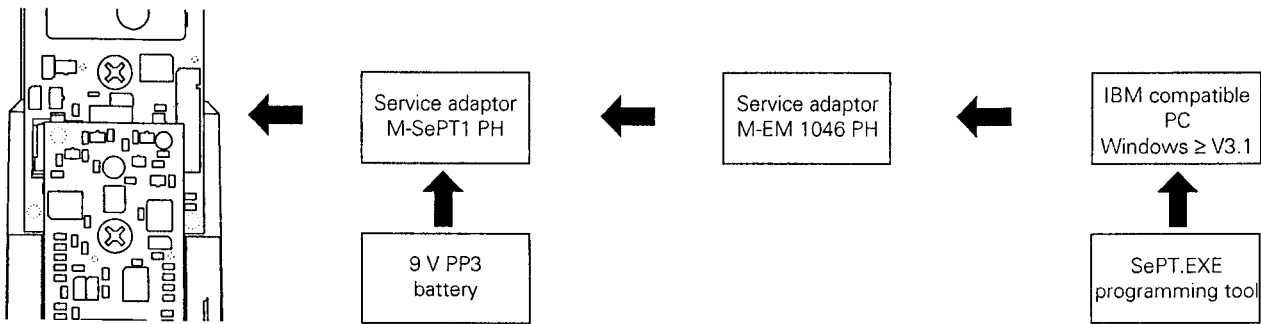 Service adaptor
M-SePT1 PH
Service adaptor
M-EM 1046 PH
IBM compatible
PC
Windows ≥ V3.1
9 V PP3
battery
SePT.EXE
programming tool